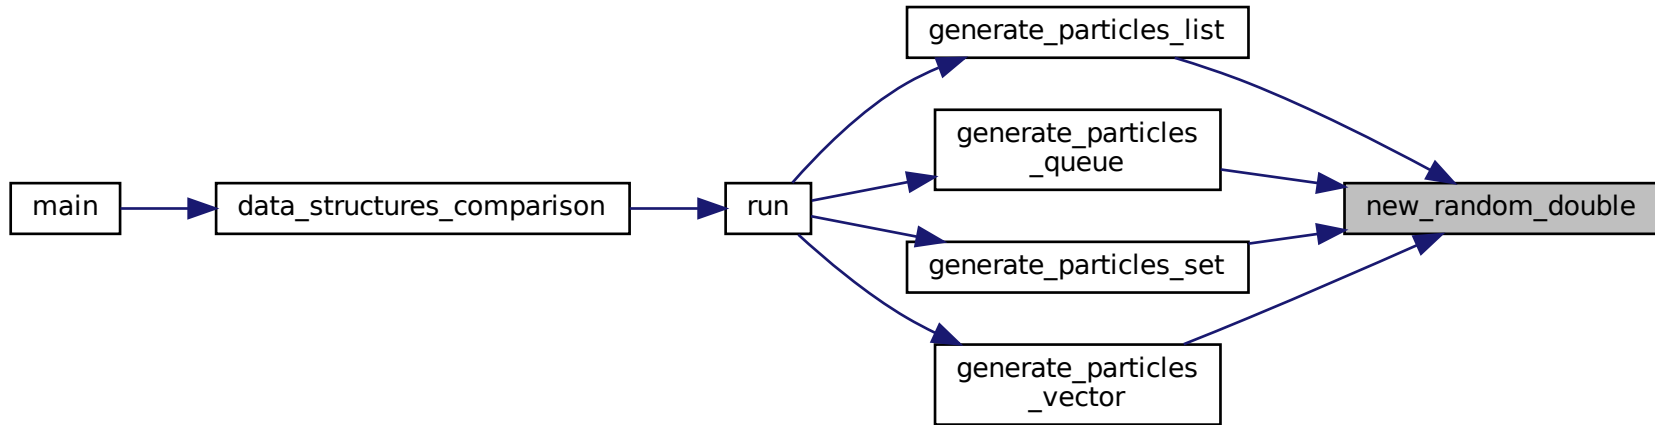 main
data_structures_comparison
run
generate_particles_list
generate_particles
_queue
generate_particles_set
generate_particles
_vector
new_random_double